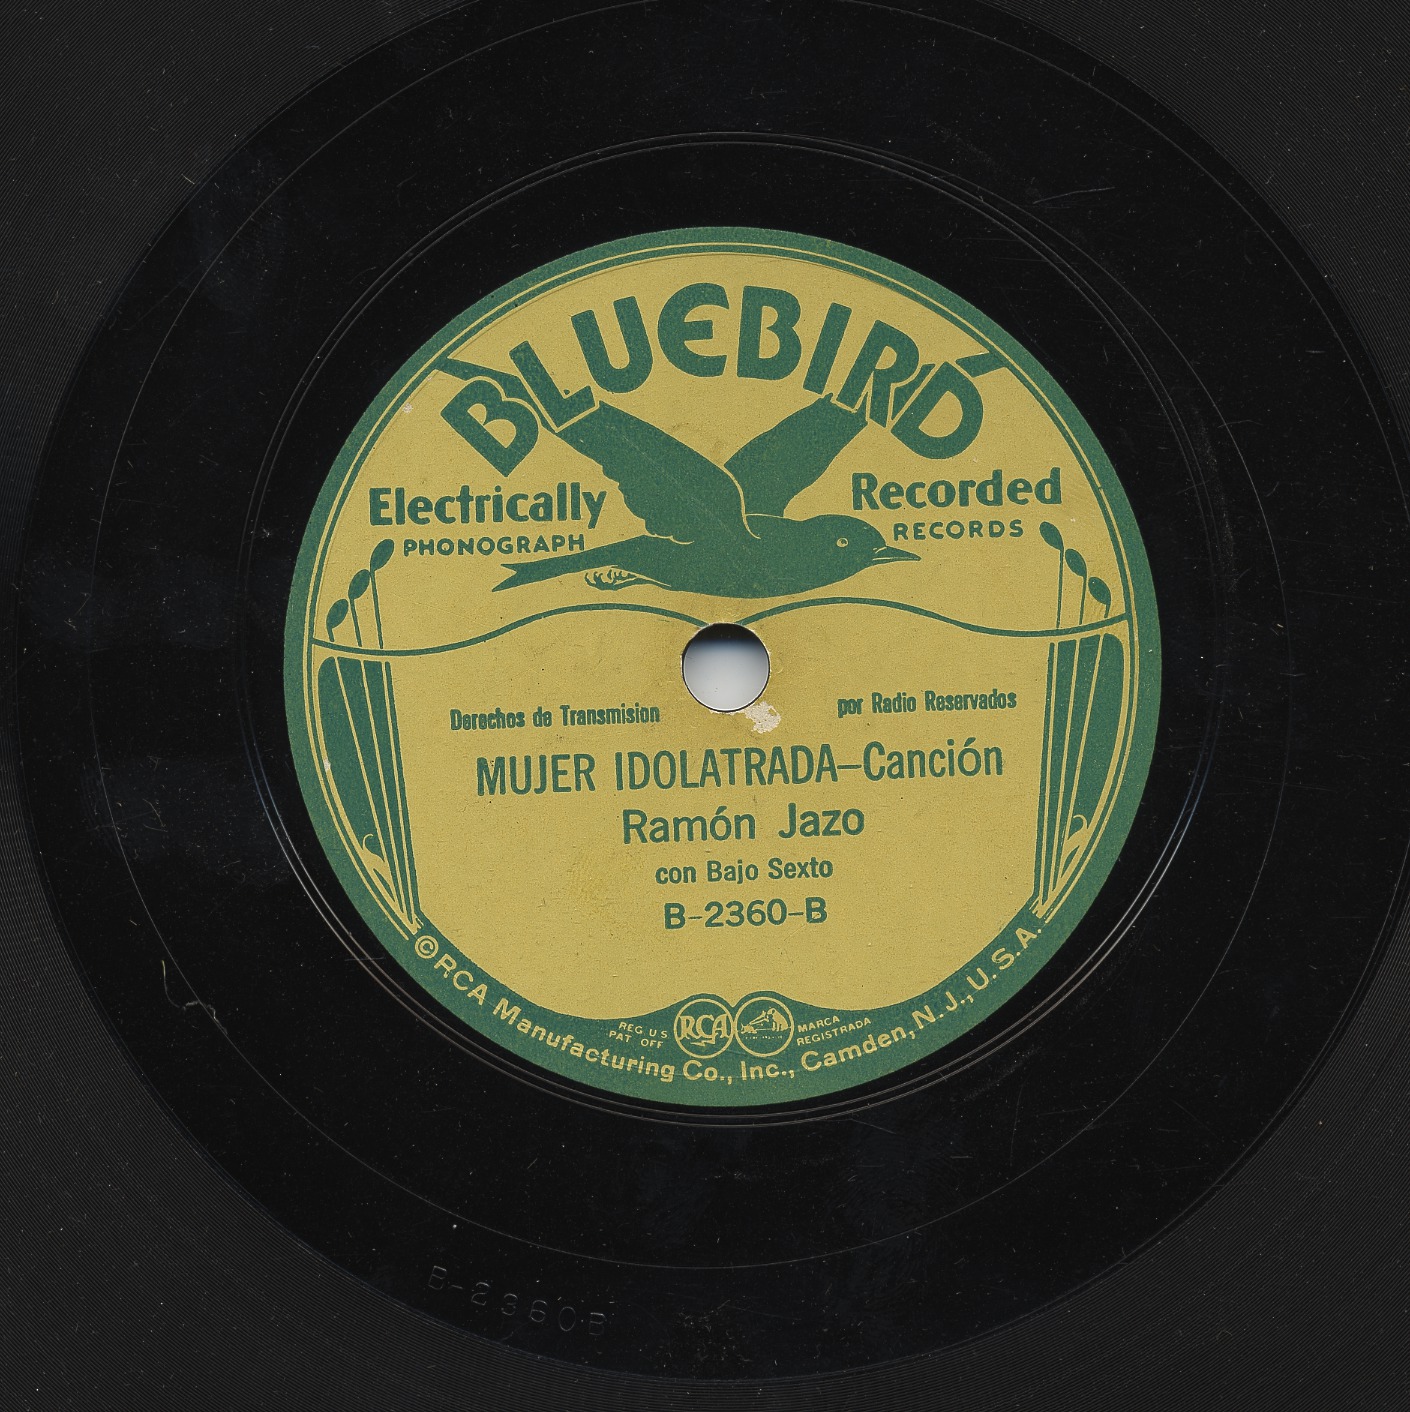 BLUEBIRD
Electrically Recorded
PHONOGRAPH RECORDS
Derechos de Transmision por Radio Reservados
MUJER IDOLATRADA—Canción
Ramón Jazo
con Bajo Sexto
B-2360-B
REG U S
PAT OFF
RCA
MARCA
REGISTRADA
©RCA Manufacturing Co., Inc., Camden, N.J., U.S.A.
B-2360B